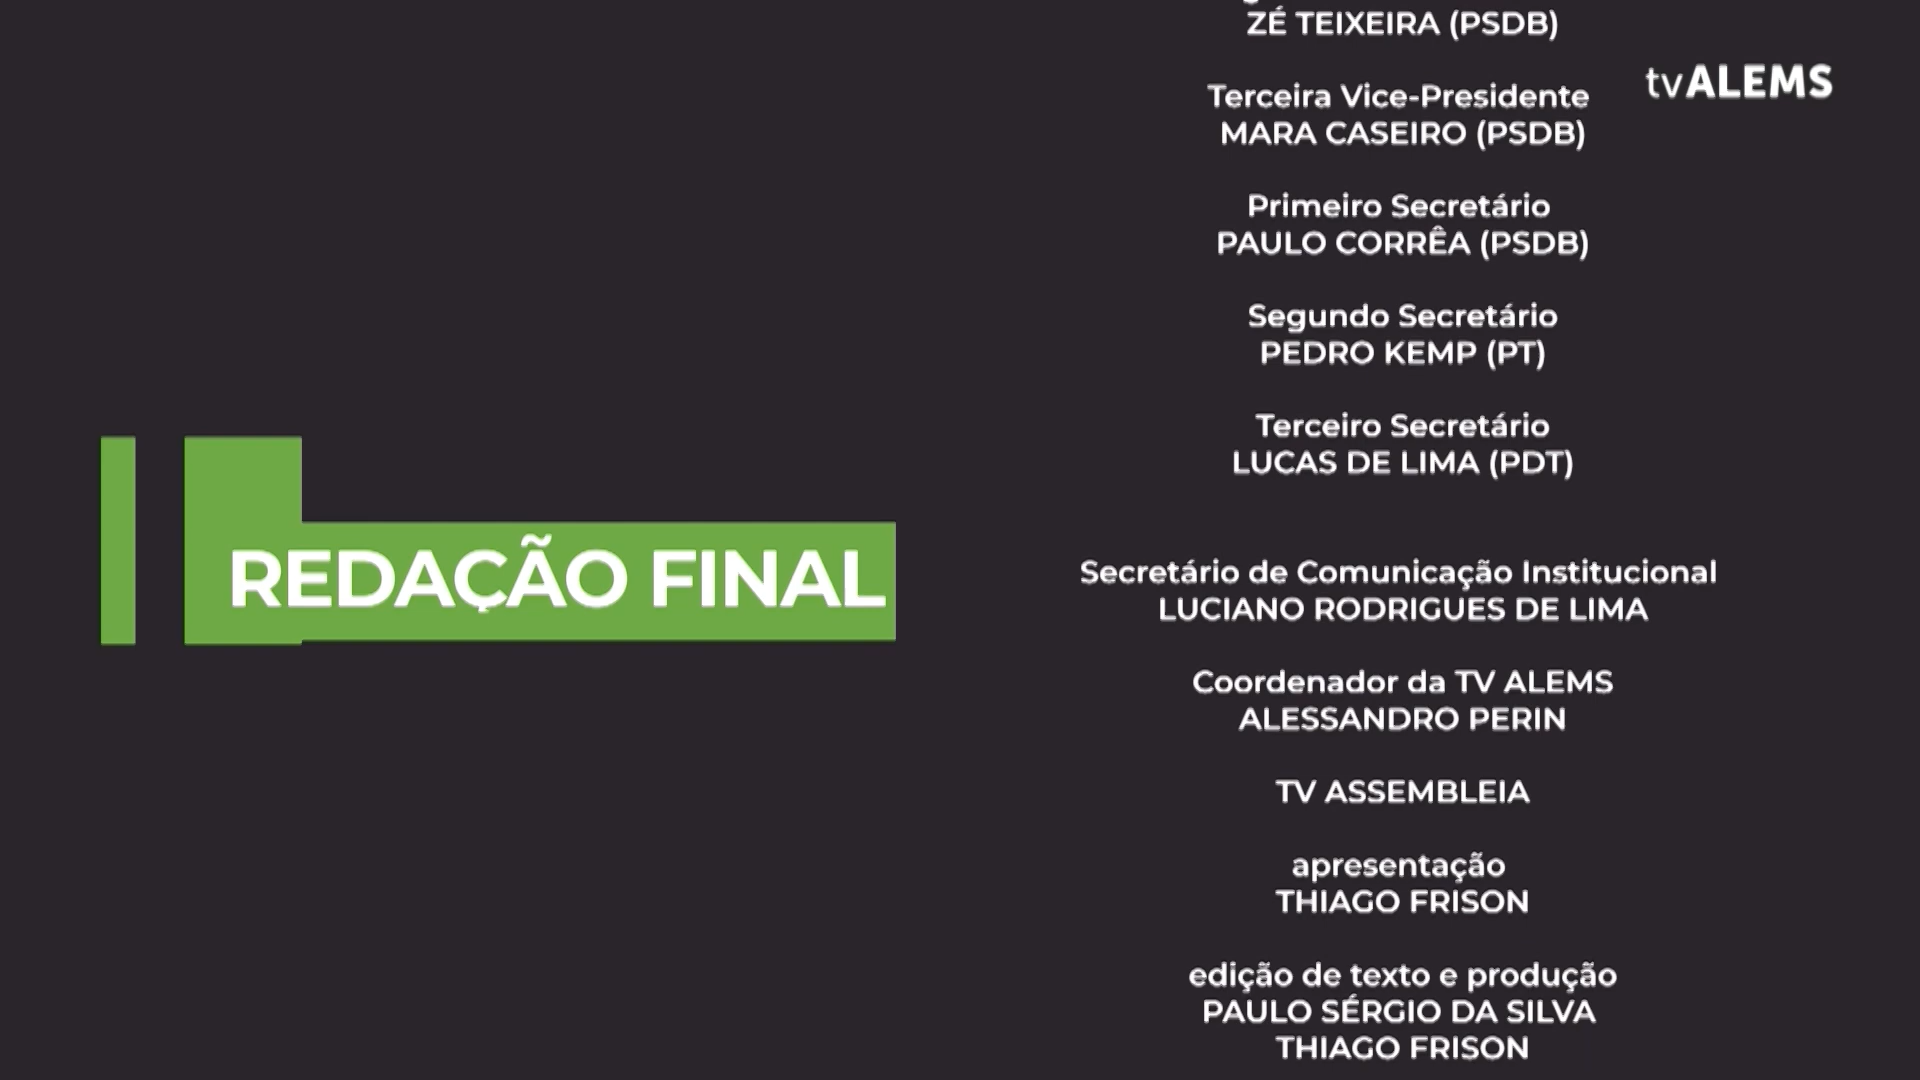 ZÉ TEIXEIRA (PSDB)
tvALEMS
Terceira Vice-Presidente
MARA CASEIRO (PSDB)
Primeiro Secretário
PAULO CORRÊA (PSDB)
Segundo Secretário
PEDRO KEMP (PT)
Terceiro Secretário
LUCAS DE LIMA (PDT)
REDAÇÃO FINAL
Secretário de Comunicação Institucional
LUCIANO RODRIGUES DE LIMA
Coordenador da TV ALEMS
ALESSANDRO PERIN
TV ASSEMBLEIA
apresentação
THIAGO FRISON
edição de texto e produção
PAULO SÉRGIO DA SILVA
THIAGO FRISON